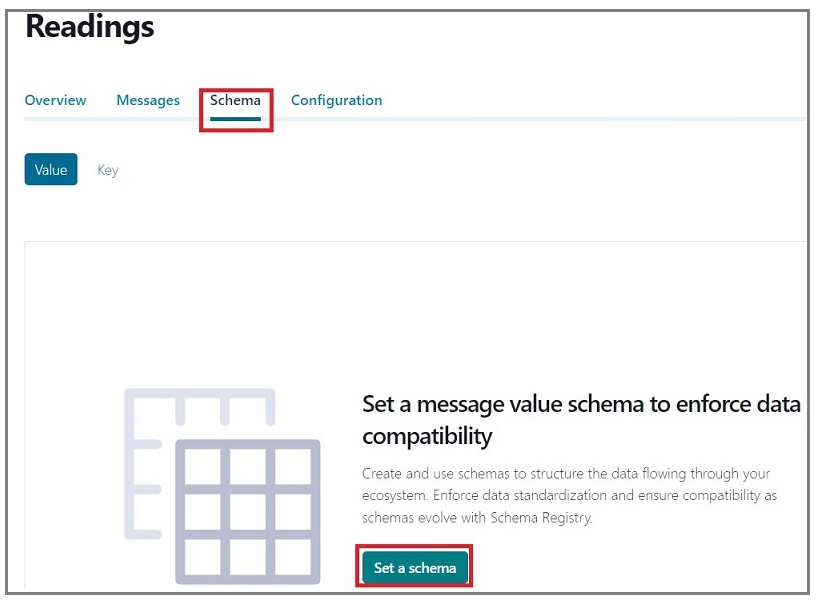 Readings
Overview Messages Schema Configuration
Value Key
Set a message value schema to enforce data
compatibility
Create and use schemas to structure the data flowing through your
ecosystem. Enforce data standardization and ensure compatibility as
schemas evolve with Schema Registry.
Set a schema